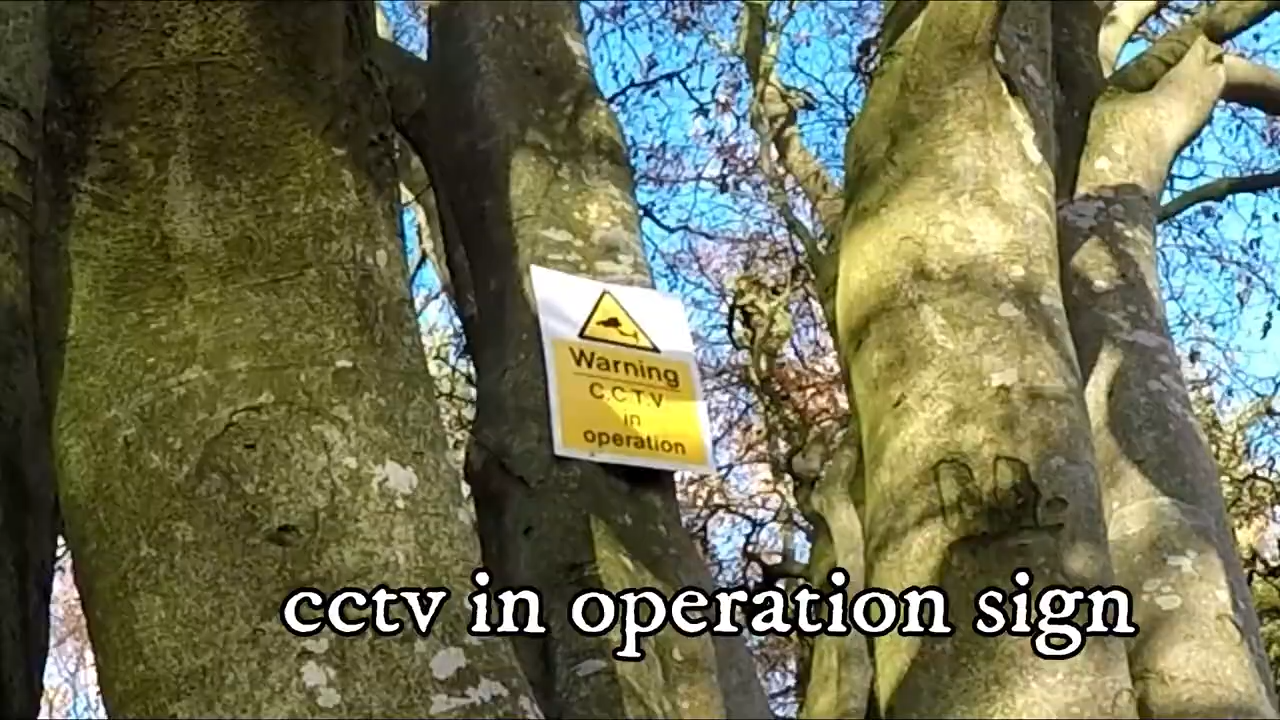 Warning
C.C.T.V
in
operation
cctv in operation sign